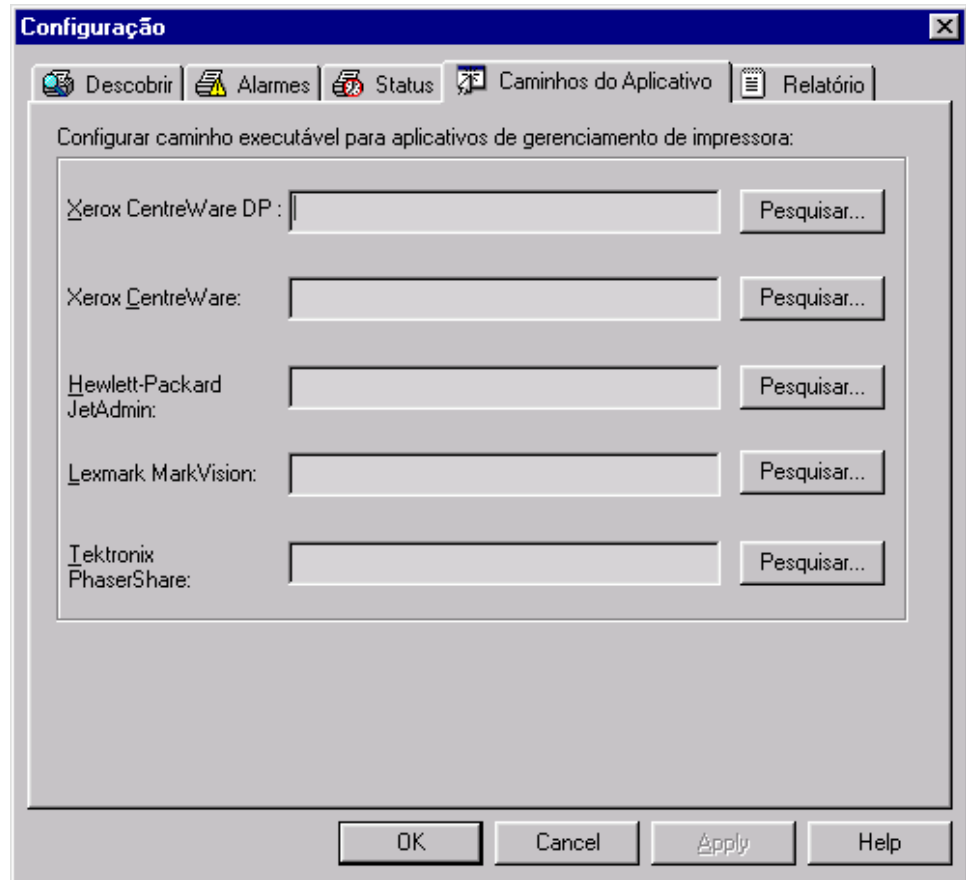 Configuração
Descobrir Alarmes Status Caminhos do Aplicativo Relatório
Configurar caminho executável para aplicativos de gerenciamento de impressora:
Xerox CentreWare DP : Pesquisar...
Xerox CentreWare: Pesquisar...
Hewlett-Packard
JetAdmin: Pesquisar...
Lexmark MarkVision: Pesquisar...
Tektronix
PhaserShare: Pesquisar...
OK Cancel Apply Help